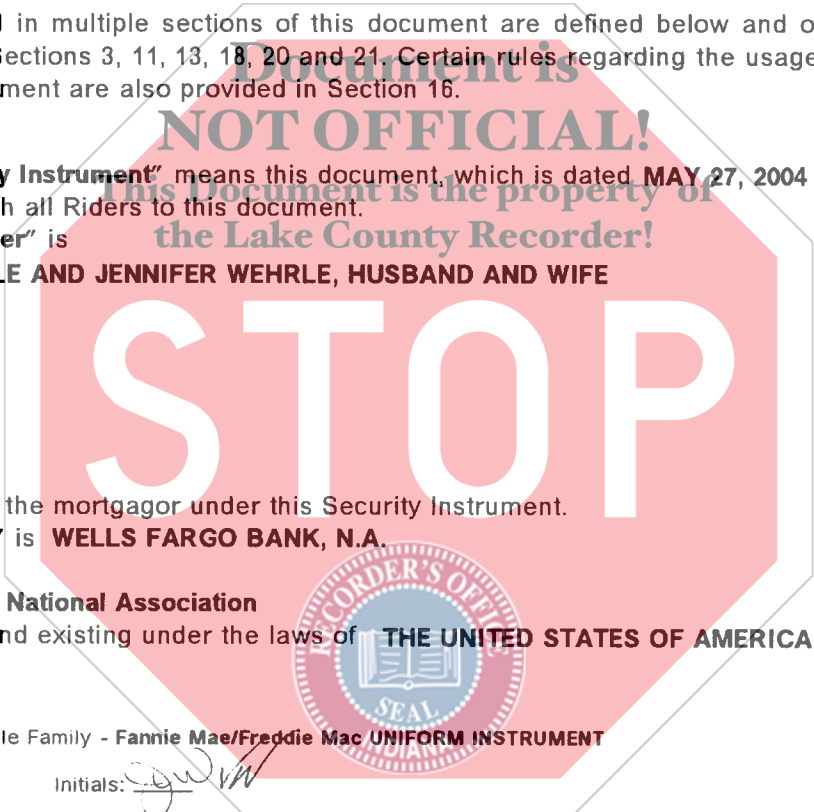 in multiple sections of this document are defined below and
Sections 3, 11, 13, 18, 20 and 21. Certain rules regarding the usage
ment are also provided in Section 16.
Document is
NOT OFFICIAL!
This Document is the property of
the Lake County Recorder!
y Instrument" means this document, which is dated MAY 27, 2004
h all Riders to this document.
er" is
LE AND JENNIFER WEHRLE, HUSBAND AND WIFE
STOP
the mortgagor under this Security Instrument.
is WELLS FARGO BANK, N.A.
National Association
nd existing under the laws of THE UNITED STATES OF AMERICA
RECORDER'S OFFICE
SEAL
INDIANA
le Family - Fannie Mae/Freddie Mac UNIFORM INSTRUMENT
Initials: